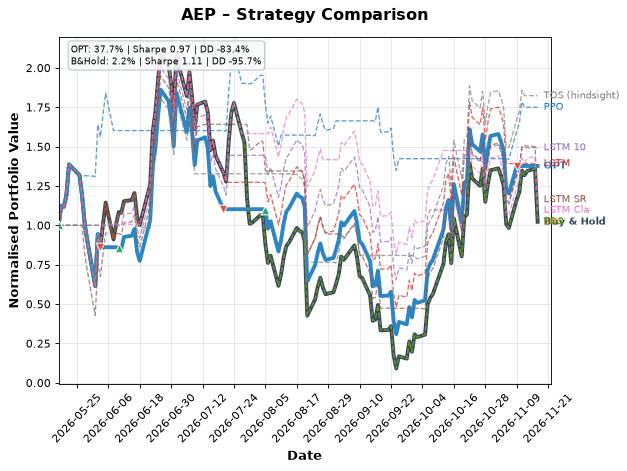 AEP – Strategy Comparison
OPT: 37.7% | Sharpe 0.97 | DD -83.4%
B&Hold: 2.2% | Sharpe 1.11 | DD -95.7%
Normalised Portfolio Value
2.00
1.75
1.50
1.25
1.00
0.75
0.50
0.25
0.00
TOS (hindsight)
PPO
LSTM 10
LSTM
OPT
LSTM SR
LSTM Cla
Buy & Hold
2026-05-25
2026-06-06
2026-06-18
2026-06-30
2026-07-12
2026-07-24
2026-08-05
2026-08-17
2026-08-29
2026-09-10
2026-09-22
2026-10-04
2026-10-16
2026-10-28
2026-11-09
2026-11-21
Date